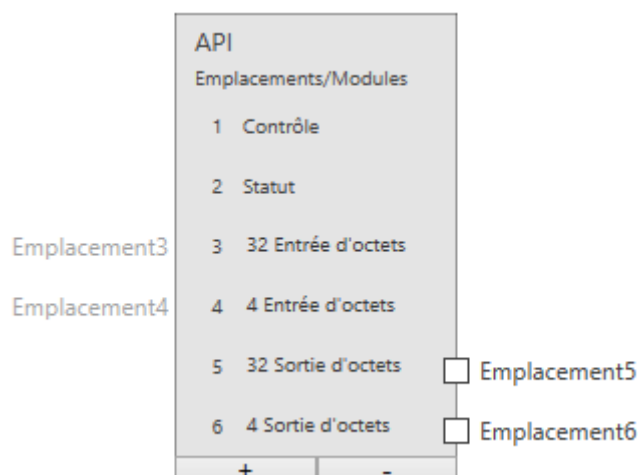 API
Emplacements/Modules
1 Contrôle
2 Statut
Emplacement3 3 32 Entrée d'octets
Emplacement4 4 4 Entrée d'octets
5 32 Sortie d'octets Emplacement5
6 4 Sortie d'octets Emplacement6
+ -